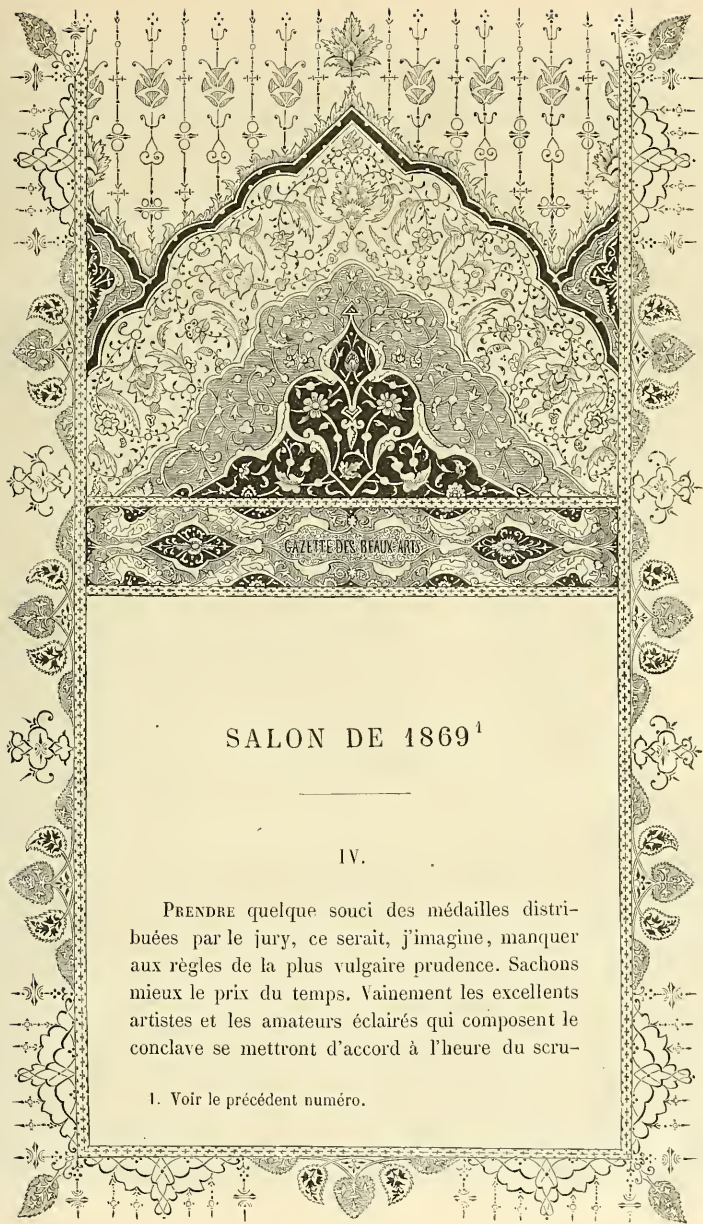 GAZETTE DES BEAUX-ARTS
SALON DE 1869¹
IV.
PRENDRE quelque souci des médailles distri-
buées par le jury, ce serait, j'imagine, manquer
aux règles de la plus vulgaire prudence. Sachons
mieux le prix du temps. Vainement les excellents
artistes et les amateurs éclairés qui composent le
conclave se mettront d'accord à l'heure du scru-
1. Voir le précédent numéro.